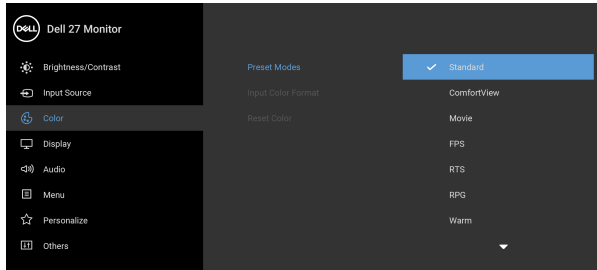 DELL
Dell 27 Monitor
Brightness/Contrast
Input Source
Color
Display
Audio
Menu
Personalize
Others
Preset Modes
Input Color Format
Reset Color
Standard
ComfortView
Movie
FPS
RTS
RPG
Warm